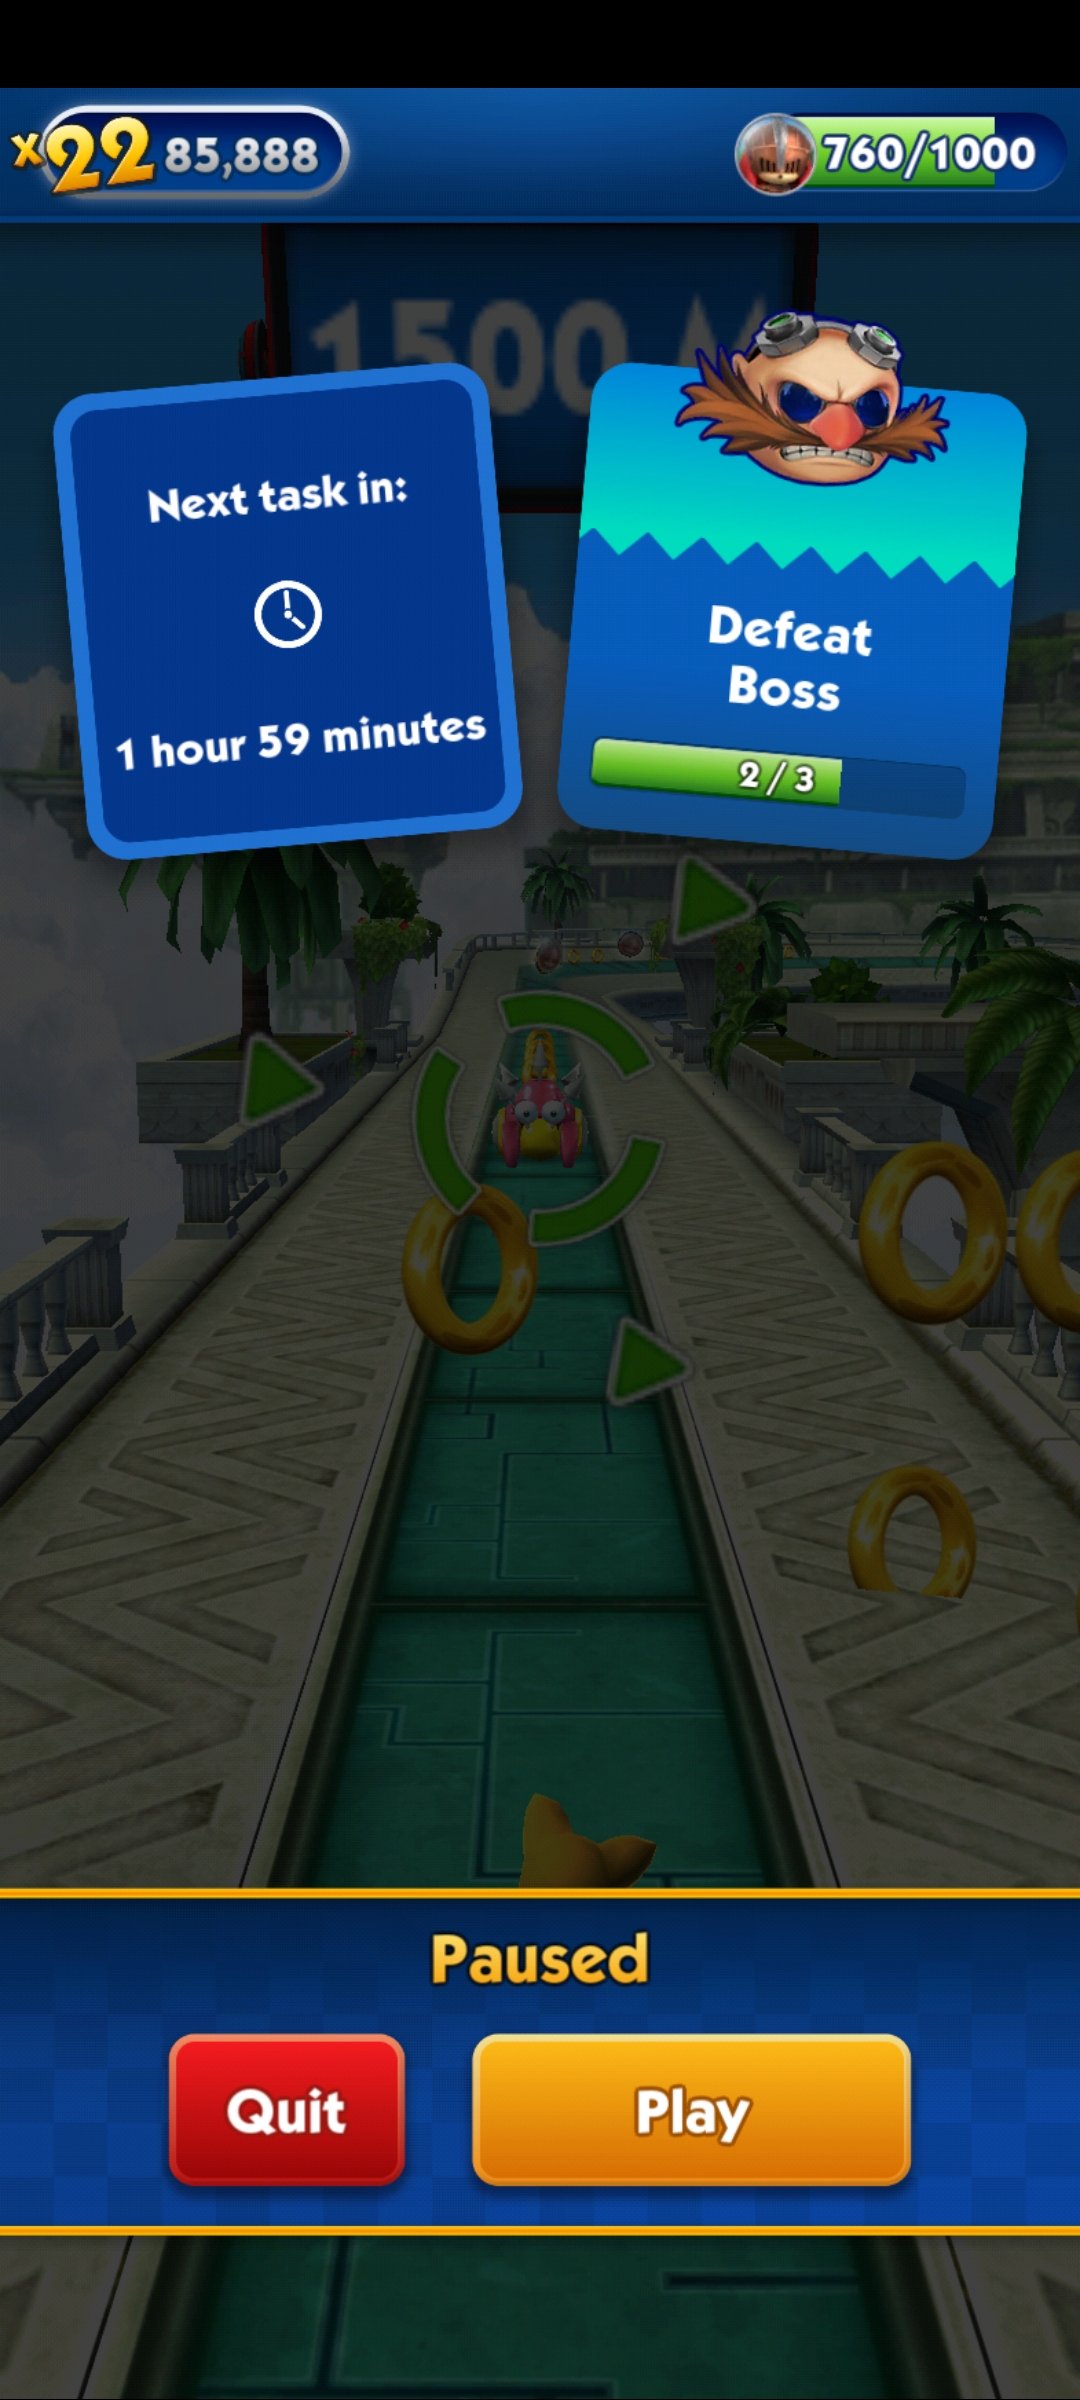 x22 85,888
760/1000
1500 M
Next task in:
1 hour 59 minutes
Defeat
Boss
2/3
Paused
Quit
Play